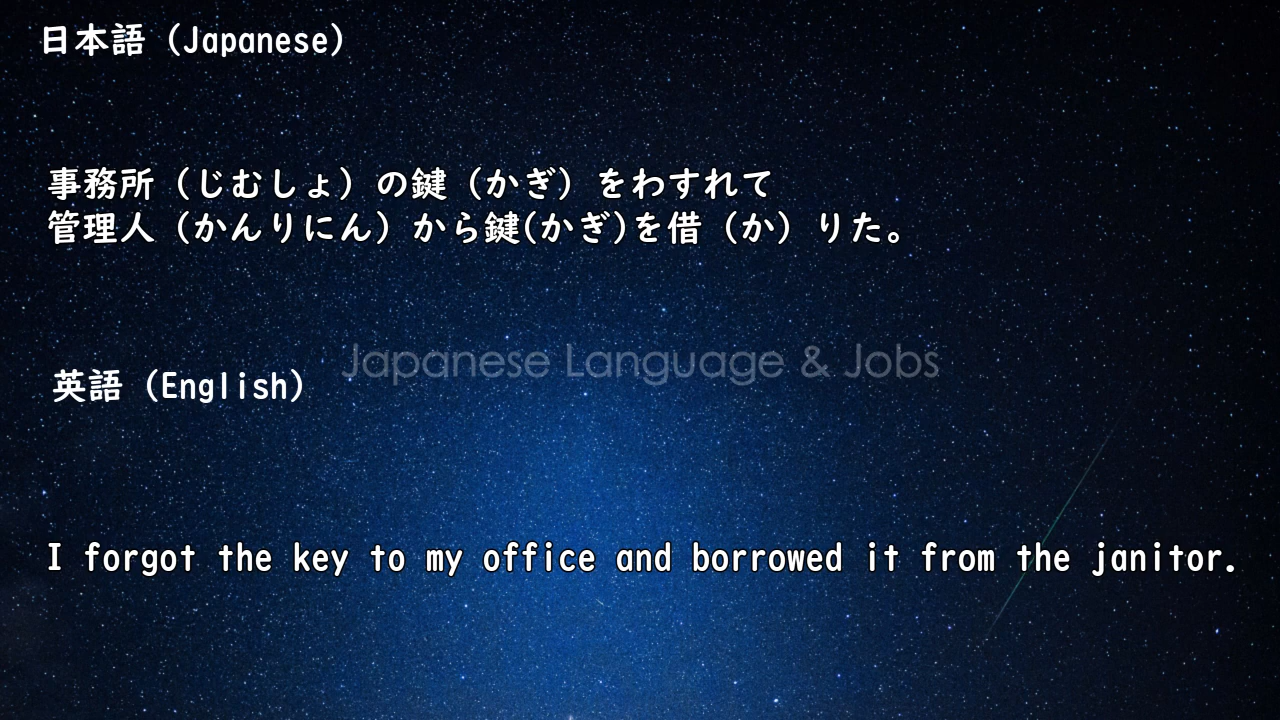 日本語（Japanese）
事務所（じむしょ）の鍵（かぎ）をわすれて
管理人（かんりにん）から鍵(かぎ)を借（か）りた。
Japanese Language & Jobs
英語（English）
I forgot the key to my office and borrowed it from the janitor.